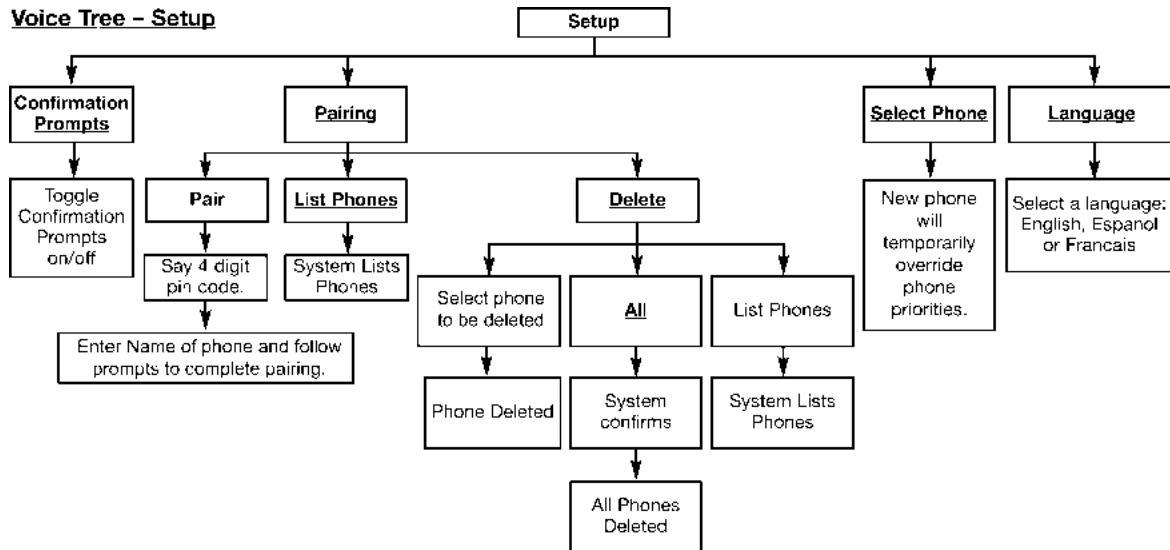 Voice Tree – Setup
Setup
Confirmation
Prompts
Pairing
Select Phone
Language
Toggle
Confirmation
Prompts
on/off
Pair
List Phones
Delete
New phone
will
temporarily
override
phone
priorities.
Select a language:
English, Espanol
or Francais
Say 4 digit
pin code.
System Lists
Phones
Select phone
to be deleted
All
List Phones
Enter Name of phone and follow
prompts to complete pairing.
Phone Deleted
System
confirms
System Lists
Phones
All Phones
Deleted